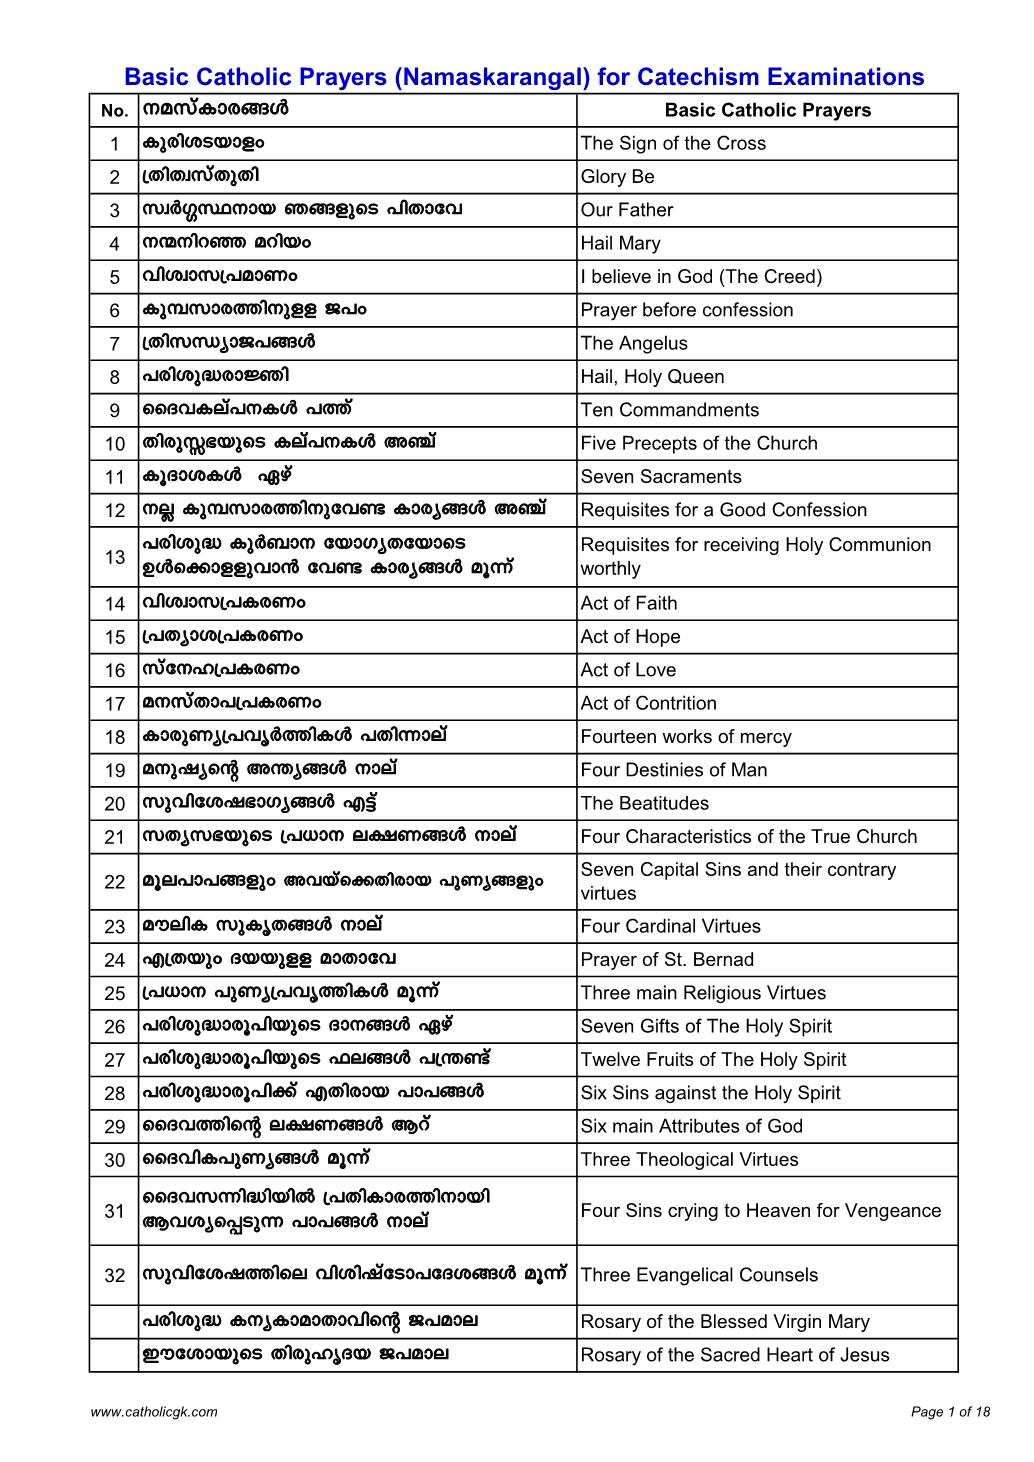 Basic Catholic Prayers (Namaskarangal) for Catechism Examinations
No. നമസ്കാരങ്ങൾ Basic Catholic Prayers
1 കുരിശടയാളം The Sign of the Cross
2 ത്രിത്വസ്തുതി Glory Be
3 സ്വർഗ്ഗസ്ഥനായ ഞങ്ങളുടെ പിതാവേ Our Father
4 നന്മനിറഞ്ഞ മറിയം Hail Mary
5 വിശ്വാസപ്രമാണം I believe in God (The Creed)
6 കുമ്പസാരത്തിനുളള ജപം Prayer before confession
7 ത്രിസന്ധ്യാജപങ്ങൾ The Angelus
8 പരിശുദ്ധരാജ്ഞി Hail, Holy Queen
9 ദൈവകല്പനകൾ പത്ത് Ten Commandments
10 തിരുസ്സഭയുടെ കല്പനകൾ അഞ്ച് Five Precepts of the Church
11 കൂദാശകൾ ഏഴ് Seven Sacraments
12 നല്ല കുമ്പസാരത്തിനുവേണ്ട കാര്യങ്ങൾ അഞ്ച് Requisites for a Good Confession
13 പരിശുദ്ധ കുർബാന യോഗ്യതയോടെ Requisites for receiving Holy Communion
ഉൾക്കൊളളുവാൻ വേണ്ട കാര്യങ്ങൾ മൂന്ന് worthly
14 വിശ്വാസപ്രകരണം Act of Faith
15 പ്രത്യാശപ്രകരണം Act of Hope
16 സ്നേഹപ്രകരണം Act of Love
17 മനസ്താപപ്രകരണം Act of Contrition
18 കാരുണ്യപ്രവൃർത്തികൾ പതിന്നാല് Fourteen works of mercy
19 മനുഷ്യന്റെ അന്ത്യങ്ങൾ നാല് Four Destinies of Man
20 സുവിശേഷഭാഗ്യങ്ങൾ എട്ട് The Beatitudes
21 സത്യസഭയുടെ പ്രധാന ലക്ഷണങ്ങൾ നാല് Four Characteristics of the True Church
22 മൂലപാപങ്ങളും അവയ്ക്കെതിരായ പുണ്യങ്ങളും Seven Capital Sins and their contrary
virtues
23 മൗലിക സുകൃതങ്ങൾ നാല് Four Cardinal Virtues
24 എത്രയും ദയയുളള മാതാവേ Prayer of St. Bernad
25 പ്രധാന പുണ്യപ്രവൃത്തികൾ മൂന്ന് Three main Religious Virtues
26 പരിശുദ്ധാരൂപിയുടെ ദാനങ്ങൾ ഏഴ് Seven Gifts of The Holy Spirit
27 പരിശുദ്ധാരൂപിയുടെ ഫലങ്ങൾ പന്ത്രണ്ട് Twelve Fruits of The Holy Spirit
28 പരിശുദ്ധാരൂപിക്ക് എതിരായ പാപങ്ങൾ Six Sins against the Holy Spirit
29 ദൈവത്തിന്റെ ലക്ഷണങ്ങൾ ആറ് Six main Attributes of God
30 ദൈവികപുണ്യങ്ങൾ മൂന്ന് Three Theological Virtues
31 ദൈവസന്നിദ്ധിയിൽ പ്രതികാരത്തിനായി Four Sins crying to Heaven for Vengeance
ആവശ്യപ്പെടുന്ന പാപങ്ങൾ നാല്
32 സുവിശേഷത്തിലെ വിശിഷ്ടോപദേശങ്ങൾ മൂന്ന് Three Evangelical Counsels
പരിശുദ്ധ കന്യകാമാതാവിന്റെ ജപമാല Rosary of the Blessed Virgin Mary
ഈശോയുടെ തിരുഹൃദയ ജപമാല Rosary of the Sacred Heart of Jesus
www.catholicgk.com Page 1 of 18